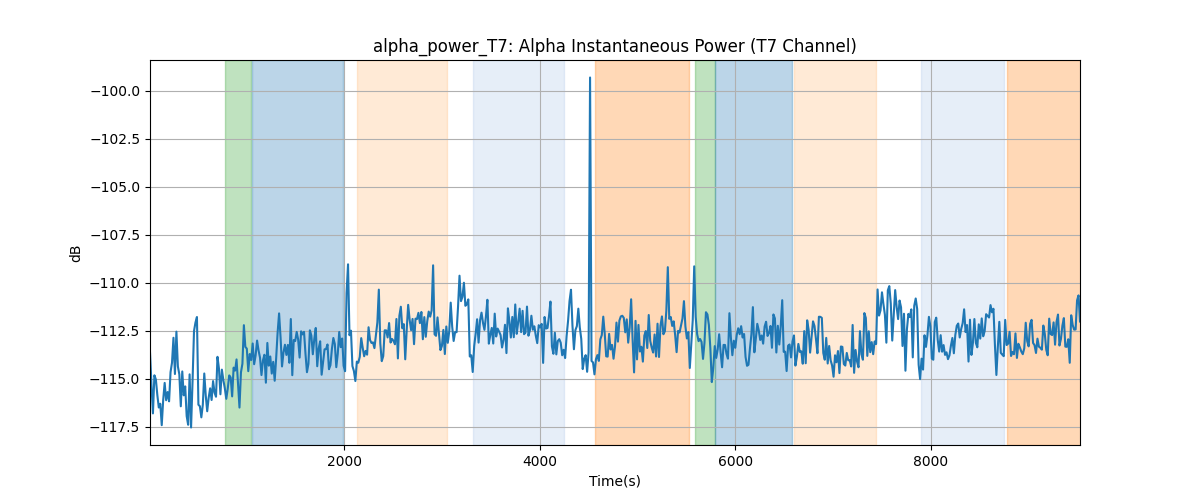 alpha_power_T7: Alpha Instantaneous Power (T7 Channel)
−100.0
−102.5
−105.0
−107.5
−110.0
−112.5
−115.0
−117.5
dB
2000 4000 6000 8000
Time(s)